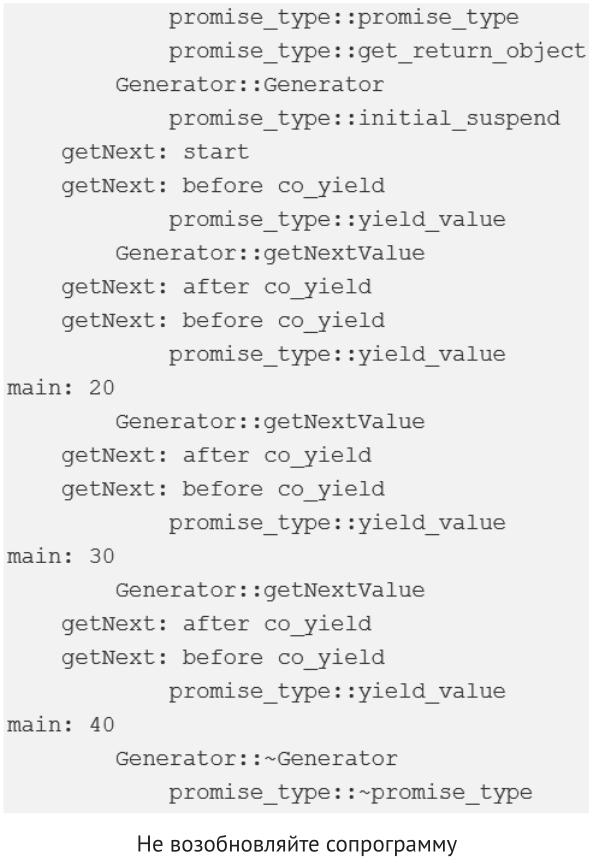 promise_type::promise_type
promise_type::get_return_object
Generator::Generator
promise_type::initial_suspend
getNext: start
getNext: before co_yield
promise_type::yield_value
Generator::getNextValue
getNext: after co_yield
getNext: before co_yield
promise_type::yield_value
main: 20
Generator::getNextValue
getNext: after co_yield
getNext: before co_yield
promise_type::yield_value
main: 30
Generator::getNextValue
getNext: after co_yield
getNext: before co_yield
promise_type::yield_value
main: 40
Generator::~Generator
promise_type::~promise_type
Не возобновляйте сопрограмму